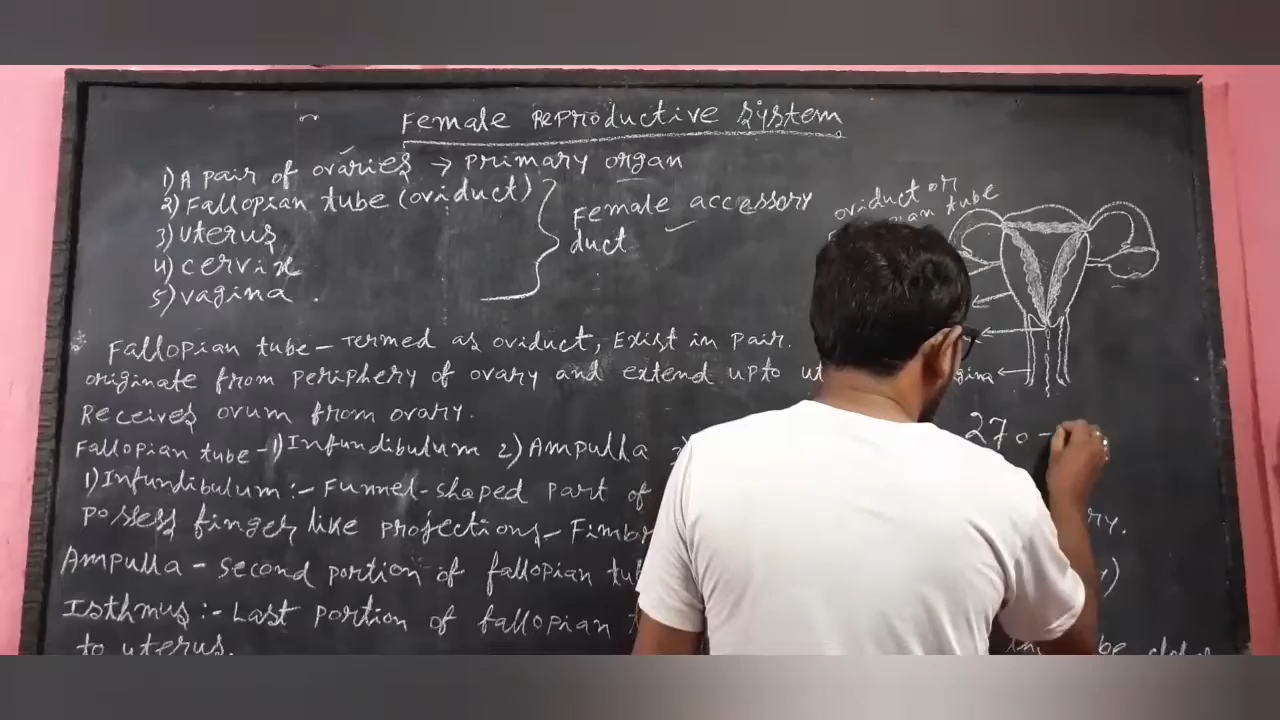 Female Reproductive System
1) A pair of ovaries → primary organ
2) Fallopian tube (oviduct)
3) Uterus
4) cervix
5) vagina
Female accessory
duct
oviduct or
tube
* Fallopian tube - Termed as oviduct, Exist in pair.
originate from periphery of ovary and extend upto
Receives ovum from ovary.
Fallopian tube - 1) Infundibulum 2) Ampulla
270 -
1) Infundibulum :- Funnel-shaped part of
possess finger like projections -
Ampulla - second portion of fallopian
Isthmus :- Last portion of fallopian
to uterus.